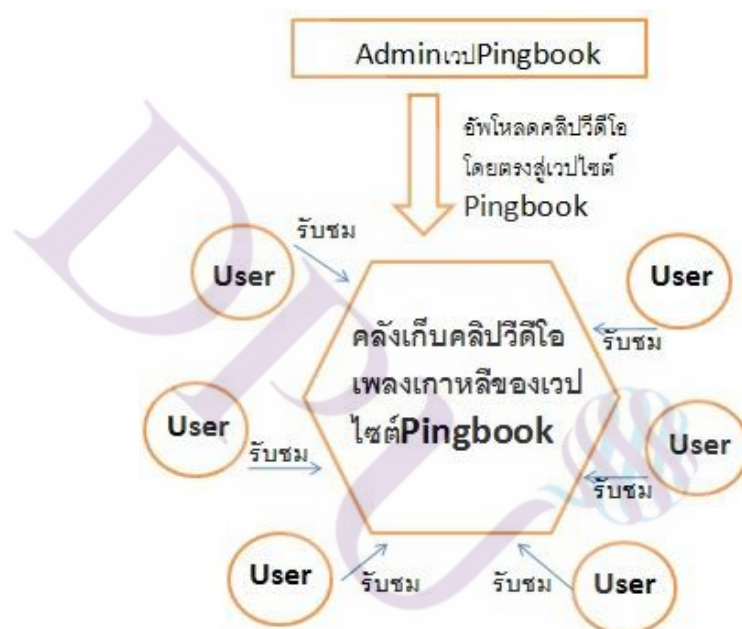 AdminเวปPingbook
อัพโหลดคลิปวีดีโอ
โดยตรงสู่เวปไซต์
Pingbook
รับชม
User
User
รับชม
คลังเก็บคลิปวีดีโอ
เพลงเกาหลีของเวป
ไซต์Pingbook
User
รับชม
User
รับชม
User
รับชม
รับชม
User
DPU